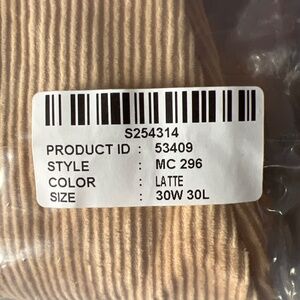 S254314
PRODUCT ID : 53409
STYLE : MC 296
COLOR : LATTE
SIZE : 30W 30L